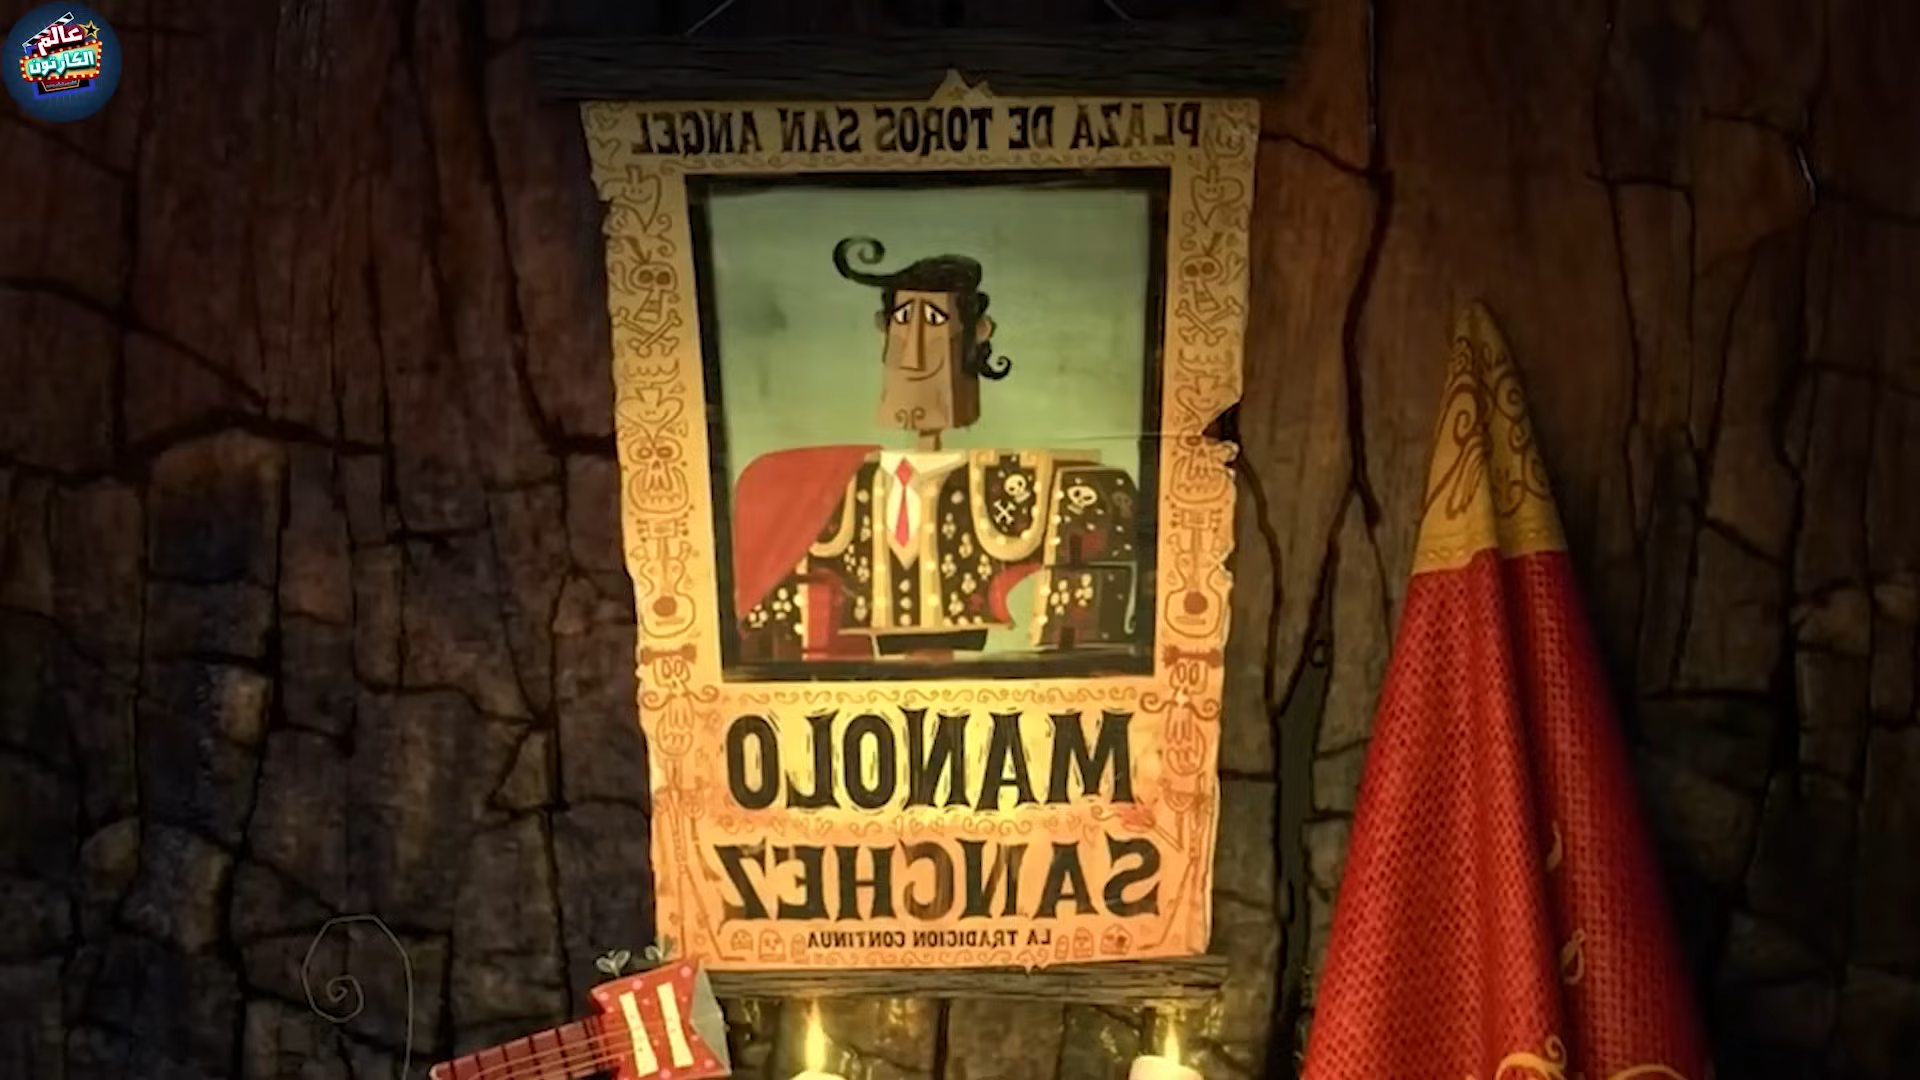 عالم
الكارتون
PLAZA DE TOROS SAN ANGEL
MANOLO
SANCHEZ
LA TRADICION CONTINUA